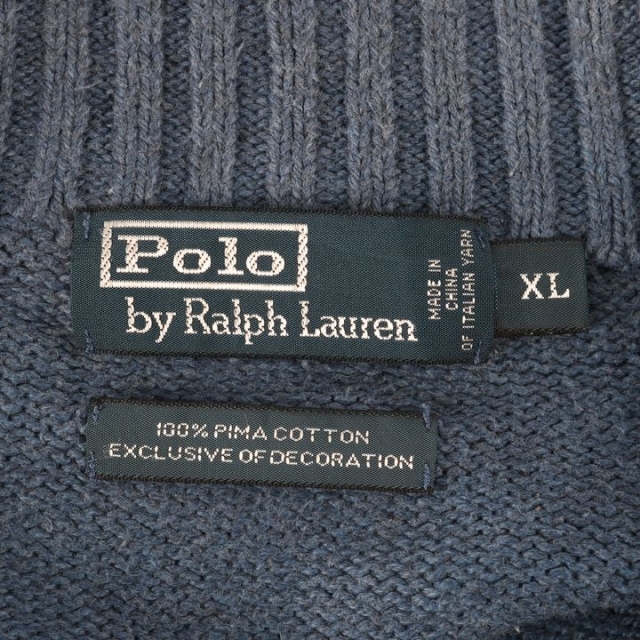 Polo
by Ralph Lauren
MADE IN
CHINA
OF ITALIAN YARN
XL
100% PIMA COTTON
EXCLUSIVE OF DECORATION